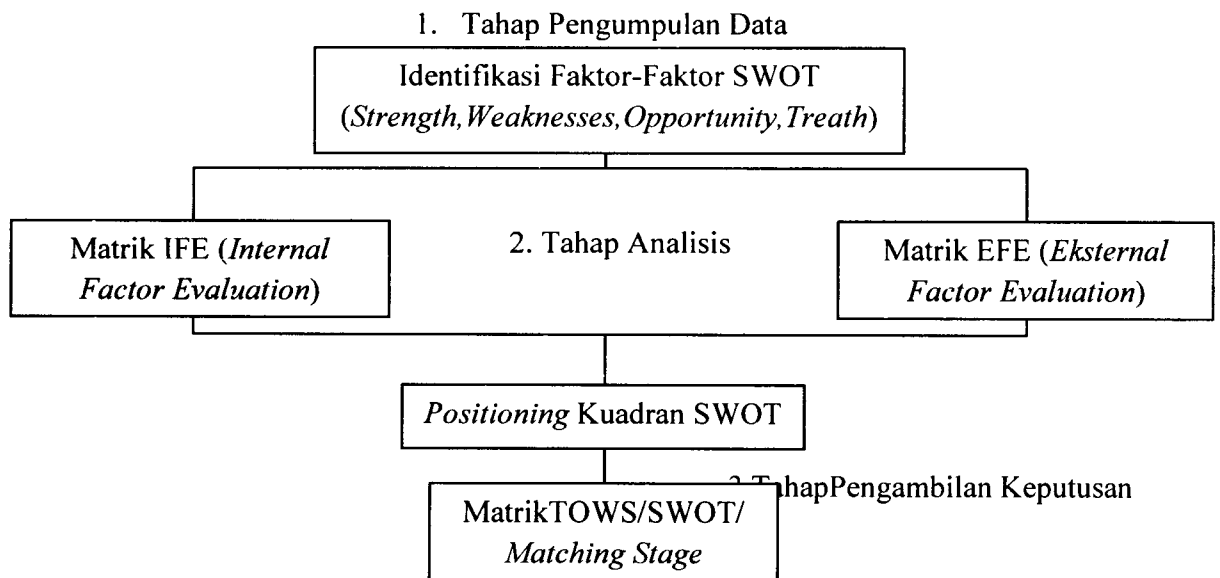 1. Tahap Pengumpulan Data
Identifikasi Faktor-Faktor SWOT
(Strength,Weaknesses,Opportunity,Treath)
Matrik IFE (Internal
Factor Evaluation)
2. Tahap Analisis
Matrik EFE (Eksternal
Factor Evaluation)
Positioning Kuadran SWOT
TahapPengambilan Keputusan
MatrikTOWS/SWOT/
Matching Stage